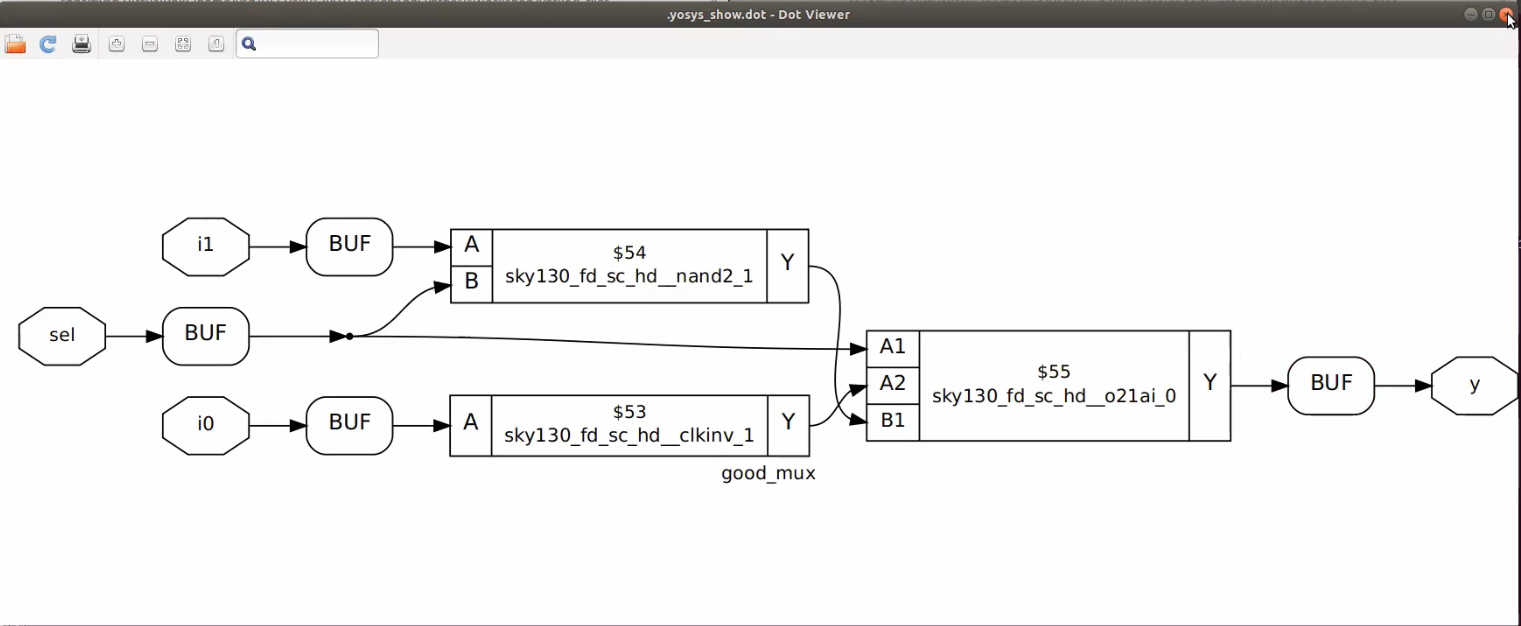 .yosys_show.dot - Dot Viewer
i1
BUF
A
B
$54
sky130_fd_sc_hd__nand2_1
Y
sel
BUF
i0
BUF
A
$53
sky130_fd_sc_hd__clkinv_1
Y
A1
A2
B1
$55
sky130_fd_sc_hd__o21ai_0
Y
BUF
y
good_mux